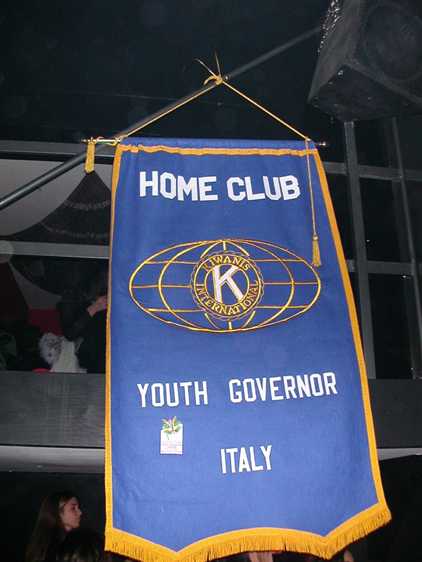 HOME CLUB
KIWANIS
K
INTERNATIONAL
YOUTH GOVERNOR
ITALY